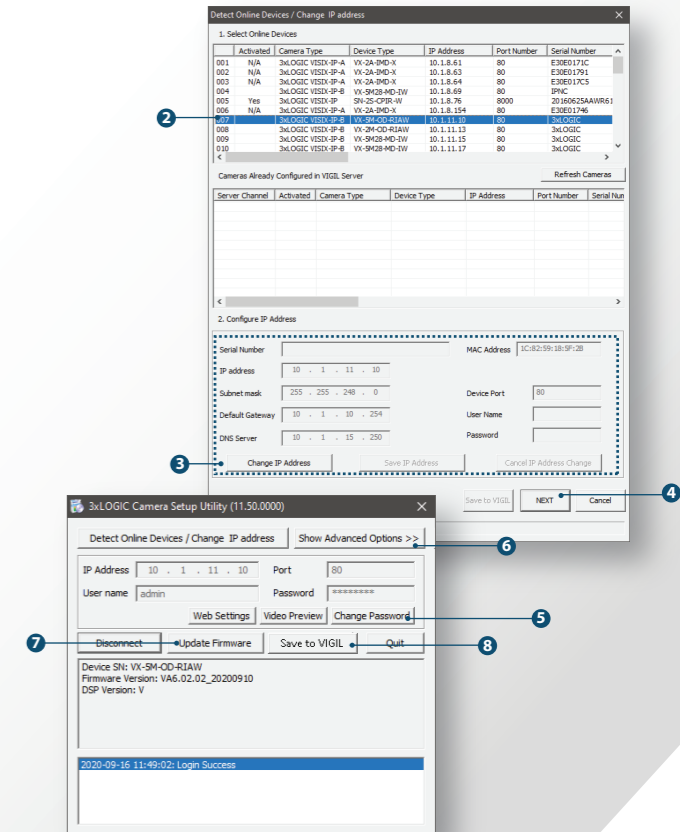 Detect Online Devices / Change IP address
1. Select Online Devices
Activated Camera Type Device Type IP Address Port Number Serial Number
001 N/A 3xLOGIC VISIX-IP-A VX-2A-IMD-X 10.1.8.61 80 E30E0171C
002 N/A 3xLOGIC VISIX-IP-A VX-2A-IMD-X 10.1.8.63 80 E30E01791
003 N/A 3xLOGIC VISIX-IP-A VX-2A-IMD-X 10.1.8.64 80 E30E017C5
004 3xLOGIC VISIX-IP-B VX-5M28-MD-IW 10.1.8.69 80 IPNC
005 Yes 3xLOGIC VISIX-IP SN-2S-CPIR-W 10.1.8.76 8000 20160625AAWR61
006 N/A 3xLOGIC VISIX-IP-A VX-2A-IMD-X 10.1.8.154 80 E30E01746
2
007 3xLOGIC VISIX-IP-B VX-5M-OD-RIAW 10.1.11.10 80 3xLOGIC
008 3xLOGIC VISIX-IP-B VX-2M-OD-RIAW 10.1.11.13 80 3xLOGIC
009 3xLOGIC VISIX-IP-B VX-5M28-MD-IW 10.1.11.15 80 3xLOGIC
010 3xLOGIC VISIX-IP-B VX-2M28-MD-IW 10.1.11.17 80 3xLOGIC
Cameras Already Configured in VIGIL Server Refresh Cameras
Server Channel Activated Camera Type Device Type IP Address Port Number Serial Num
2. Configure IP Address
Serial Number MAC Address 1C:82:59:18:5F:2B
IP address 10 . 1 . 11 . 10
Subnet mask 255 . 255 . 248 . 0 Device Port 80
Default Gateway 10 . 1 . 10 . 254 User Name
DNS Server 10 . 1 . 15 . 250 Password
3 Change IP Address Save IP Address Cancel IP Address Change
Save to VIGIL NEXT Cancel 4
3xLOGIC Camera Setup Utility (11.50.0000)
Detect Online Devices / Change IP address Show Advanced Options >> 6
IP Address 10 . 1 . 11 . 10 Port 80
User name admin Password ********
Web Settings Video Preview Change Password 5
7 Disconnect Update Firmware Save to VIGIL Quit 8
Device SN: VX-5M-OD-RIAW
Firmware Version: VA6.02.02_20200910
DSP Version: V
2020-09-16 11:49:02: Login Success